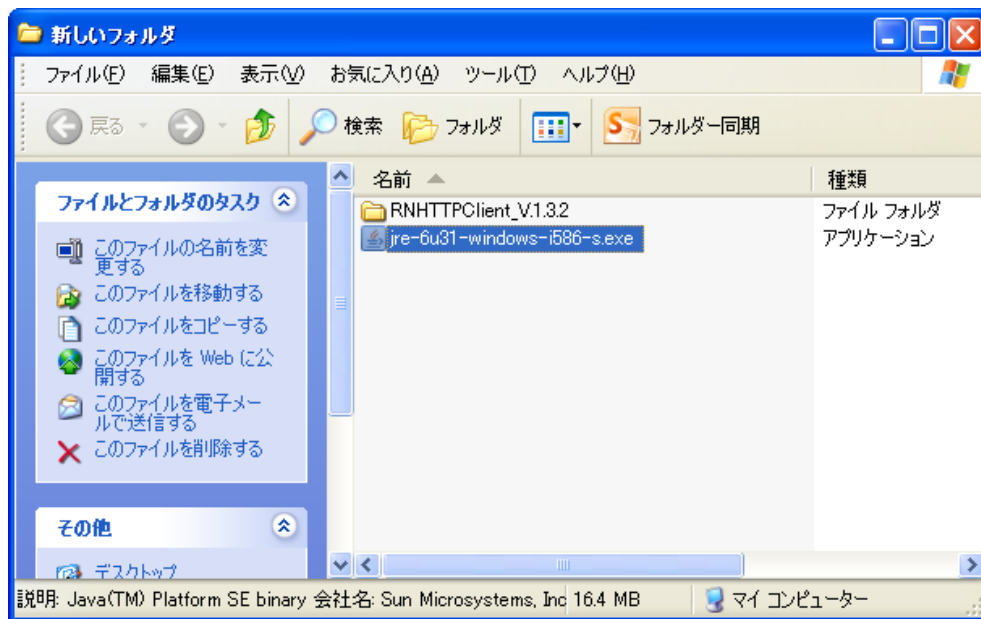 新しいフォルダ
ファイル(F) 編集(E) 表示(V) お気に入り(A) ツール(T) ヘルプ(H)
戻る 検索 フォルダ フォルダー同期
ファイルとフォルダのタスク
このファイルの名前を変
更する
このファイルを移動する
このファイルをコピーする
このファイルを Web に公
開する
このファイルを電子メー
ルで送信する
このファイルを削除する
その他
デスクトップ
名前 種類
RNHTTPClient_V.1.3.2 ファイル フォルダ
jre-6u31-windows-i586-s.exe アプリケーション
説明: Java(TM) Platform SE binary 会社名: Sun Microsystems, Inc 16.4 MB マイ コンピューター